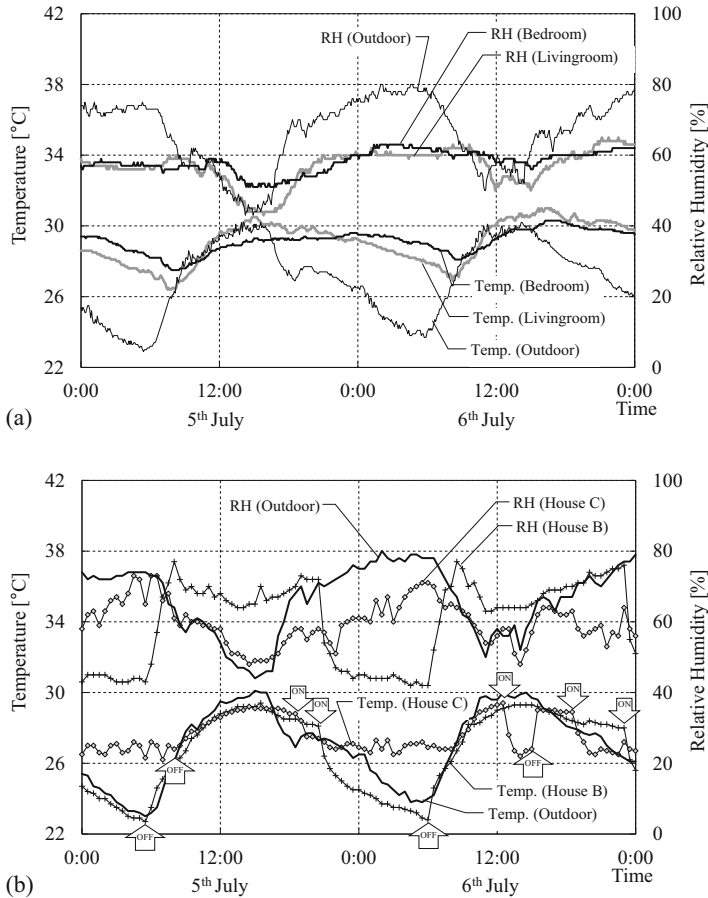 42
38
34
30
26
22
Temperature [°C]
100
80
60
40
20
0
Relative Humidity [%]
RH (Outdoor)
RH (Bedroom)
RH (Livingroom)
Temp. (Bedroom)
Temp. (Livingroom)
Temp. (Outdoor)
0:00 12:00 0:00 12:00 0:00
5th July 6th July Time
(a)
42
38
34
30
26
22
Temperature [°C]
100
80
60
40
20
0
Relative Humidity [%]
RH (Outdoor)
RH (House C)
RH (House B)
ON
ON
ON
ON
ON
Temp. (House C)
OFF
OFF
Temp. (House B)
Temp. (Outdoor)
OFF
OFF
0:00 12:00 0:00 12:00 0:00
5th July 6th July Time
(b)